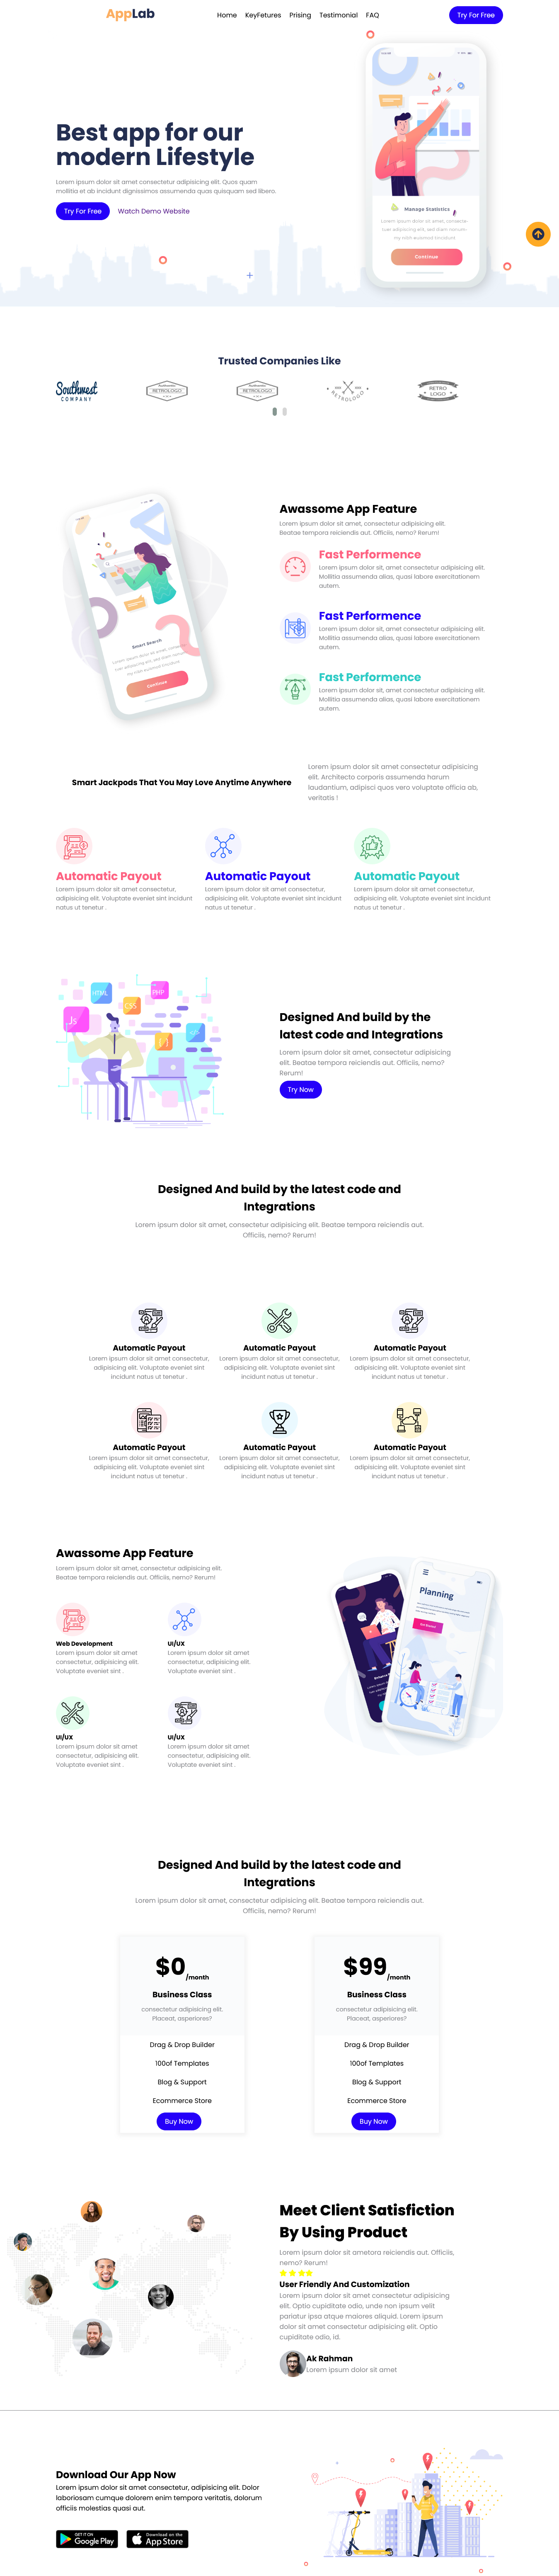 AppLab
Home KeyFetures Prising Testimonial FAQ
Try For Free
Best app for our
modern Lifestyle
Lorem ipsum dolor sit amet consectetur adipisicing elit. Quos quam
mollitia et ab incidunt dignissimos assumenda quas quisquam sed libero.
Try For Free Watch Demo Website
Manage Statistics
Continue
Trusted Companies Like
Southwest
COMPANY
RETROLOGO
RETROLOGO
RETROLOGO
RETRO
LOGO
Awassome App Feature
Lorem ipsum dolor sit amet, consectetur adipisicing elit.
Beatae tempora reiciendis aut. Officiis, nemo? Rerum!
Fast Performence
Lorem ipsum dolor sit, amet consectetur adipisicing elit.
Mollitia assumenda alias, quasi labore exercitationem
autem.
Fast Performence
Lorem ipsum dolor sit, amet consectetur adipisicing elit.
Mollitia assumenda alias, quasi labore exercitationem
autem.
Fast Performence
Lorem ipsum dolor sit, amet consectetur adipisicing elit.
Mollitia assumenda alias, quasi labore exercitationem
autem.
Smart Search
Continue
Smart Jackpods That You May Love Anytime Anywhere
Lorem ipsum dolor sit amet consectetur adipisicing
elit. Architecto corporis assumenda harum
laudantium, adipisci quos vero voluptate officia ab,
veritatis !
Automatic Payout
Lorem ipsum dolor sit amet consectetur,
adipisicing elit. Voluptate eveniet sint incidunt
natus ut tenetur .
Automatic Payout
Lorem ipsum dolor sit amet consectetur,
adipisicing elit. Voluptate eveniet sint incidunt
natus ut tenetur .
Automatic Payout
Lorem ipsum dolor sit amet consectetur,
adipisicing elit. Voluptate eveniet sint incidunt
natus ut tenetur .
HTML
PHP
CSS
Js
Designed And build by the
latest code and Integrations
Lorem ipsum dolor sit amet, consectetur adipisicing
elit. Beatae tempora reiciendis aut. Officiis, nemo?
Rerum!
Try Now
Designed And build by the latest code and
Integrations
Lorem ipsum dolor sit amet, consectetur adipisicing elit. Beatae tempora reiciendis aut.
Officiis, nemo? Rerum!
Automatic Payout
Lorem ipsum dolor sit amet consectetur,
adipisicing elit. Voluptate eveniet sint
incidunt natus ut tenetur .
Automatic Payout
Lorem ipsum dolor sit amet consectetur,
adipisicing elit. Voluptate eveniet sint
incidunt natus ut tenetur .
Automatic Payout
Lorem ipsum dolor sit amet consectetur,
adipisicing elit. Voluptate eveniet sint
incidunt natus ut tenetur .
Automatic Payout
Lorem ipsum dolor sit amet consectetur,
adipisicing elit. Voluptate eveniet sint
incidunt natus ut tenetur .
Automatic Payout
Lorem ipsum dolor sit amet consectetur,
adipisicing elit. Voluptate eveniet sint
incidunt natus ut tenetur .
Automatic Payout
Lorem ipsum dolor sit amet consectetur,
adipisicing elit. Voluptate eveniet sint
incidunt natus ut tenetur .
Awassome App Feature
Lorem ipsum dolor sit amet, consectetur adipisicing elit.
Beatae tempora reiciendis aut. Officiis, nemo? Rerum!
Web Development
Lorem ipsum dolor sit amet
consectetur, adipisicing elit.
Voluptate eveniet sint .
UI/UX
Lorem ipsum dolor sit amet
consectetur, adipisicing elit.
Voluptate eveniet sint .
UI/UX
Lorem ipsum dolor sit amet
consectetur, adipisicing elit.
Voluptate eveniet sint .
UI/UX
Lorem ipsum dolor sit amet
consectetur, adipisicing elit.
Voluptate eveniet sint .
Planning
Designed And build by the latest code and
Integrations
Lorem ipsum dolor sit amet, consectetur adipisicing elit. Beatae tempora reiciendis aut.
Officiis, nemo? Rerum!
$0/month
Business Class
consectetur adipisicing elit.
Placeat, asperiores?
Drag & Drop Builder
100of Templates
Blog & Support
Ecommerce Store
Buy Now
$99/month
Business Class
consectetur adipisicing elit.
Placeat, asperiores?
Drag & Drop Builder
100of Templates
Blog & Support
Ecommerce Store
Buy Now
Meet Client Satisfiction
By Using Product
Lorem ipsum dolor sit ametora reiciendis aut. Officiis,
nemo? Rerum!
User Friendly And Customization
Lorem ipsum dolor sit amet consectetur adipisicing
elit. Optio cupiditate odio, unde non ipsum velit
pariatur ipsa atque maiores aliquid. Lorem ipsum
dolor sit amet consectetur adipisicing elit. Optio
cupiditate odio, id.
Ak Rahman
Lorem ipsum dolor sit amet
Download Our App Now
Lorem ipsum dolor sit amet consectetur, adipisicing elit. Dolor
laboriosam cumque dolorem enim tempora veritatis, dolorum
officiis molestias quasi aut.
GET IT ON
Google Play
Download on the
App Store